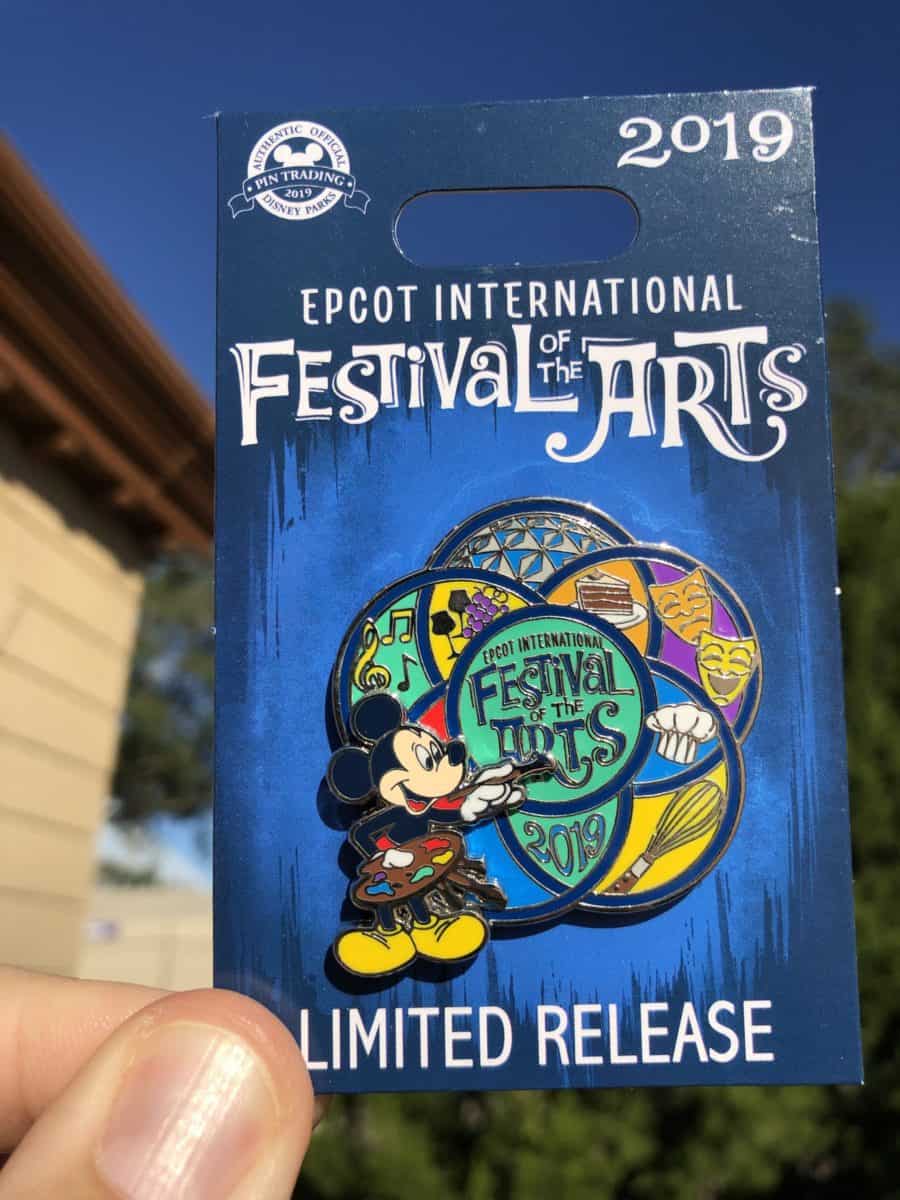 AUTHENTIC OFFICIAL
PIN TRADING
2019
DISNEY PARKS
2019
EPCOT INTERNATIONAL
FESTIVAL OF THE ARTS
EPCOT INTERNATIONAL
FESTIVAL
OF THE
ARTS
2019
LIMITED RELEASE